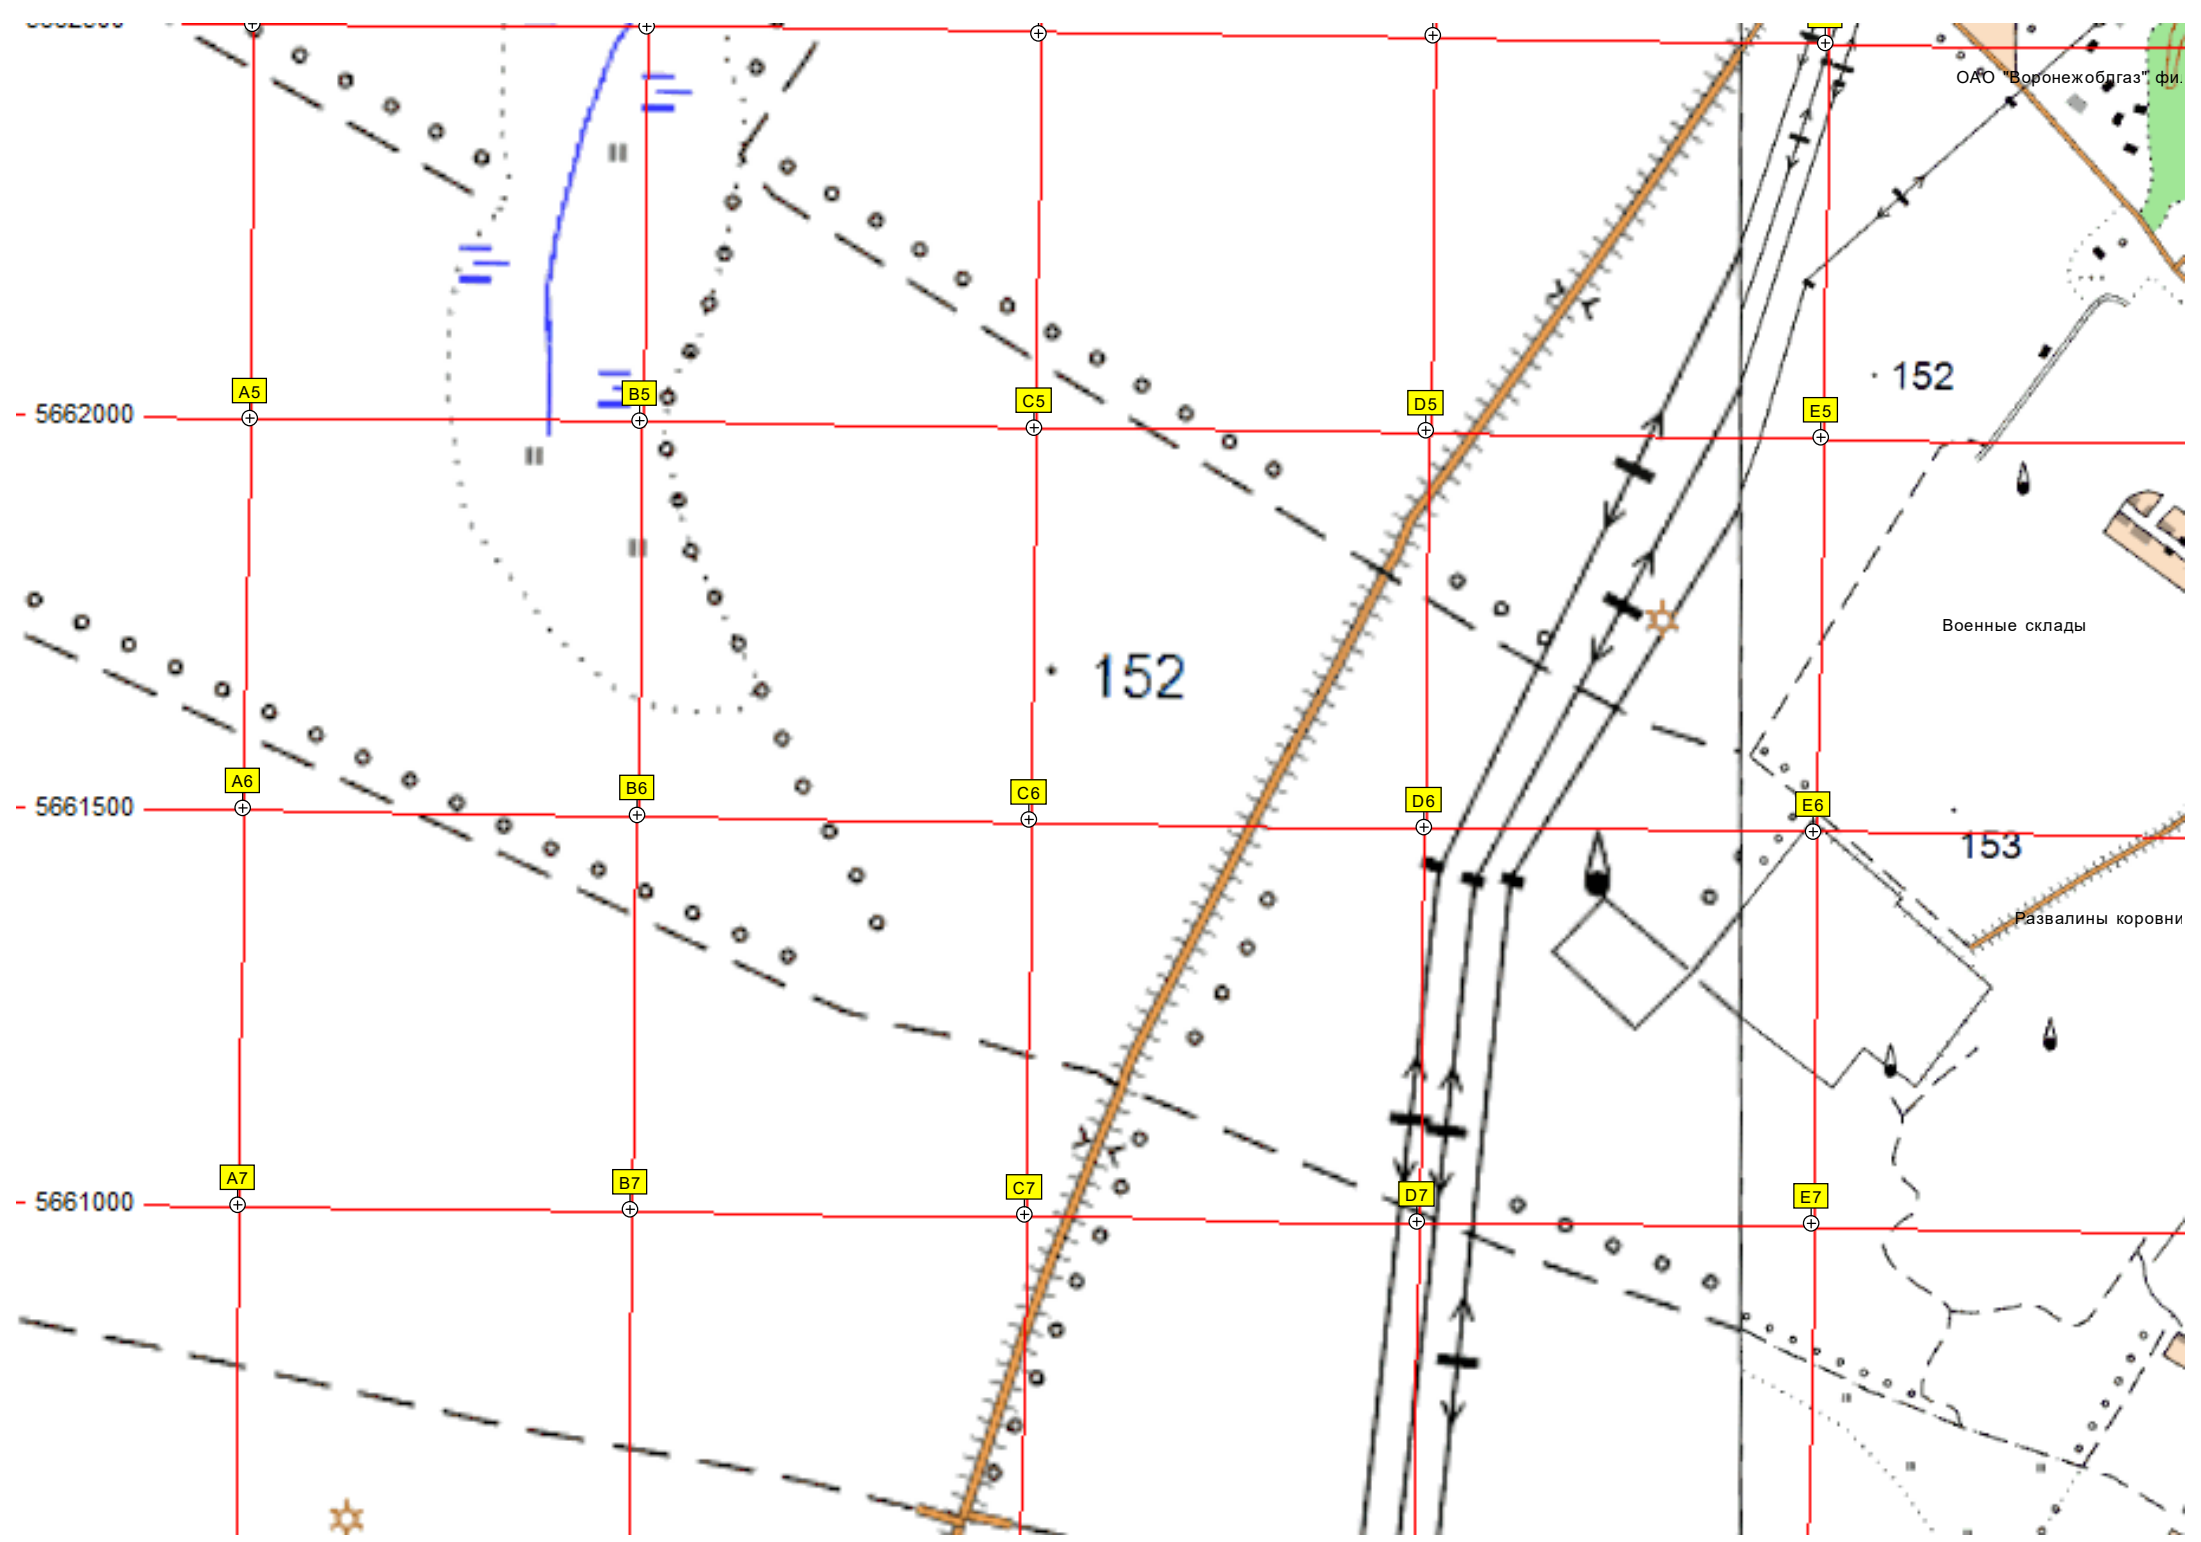 ОАО "Воронежоблгаз" фи
152
A5
B5
C5
D5
E5
5662000
Военные склады
152
A6
B6
C6
D6
E6
5661500
153
Развалины коровни
A7
B7
C7
D7
E7
5661000